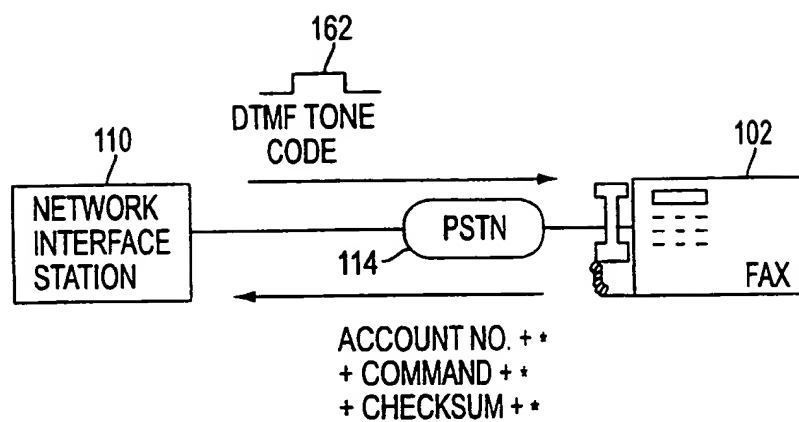 162
DTMF TONE
CODE
110
102
NETWORK
INTERFACE
STATION
PSTN
114
FAX
ACCOUNT NO. + *
+ COMMAND + *
+ CHECKSUM + *